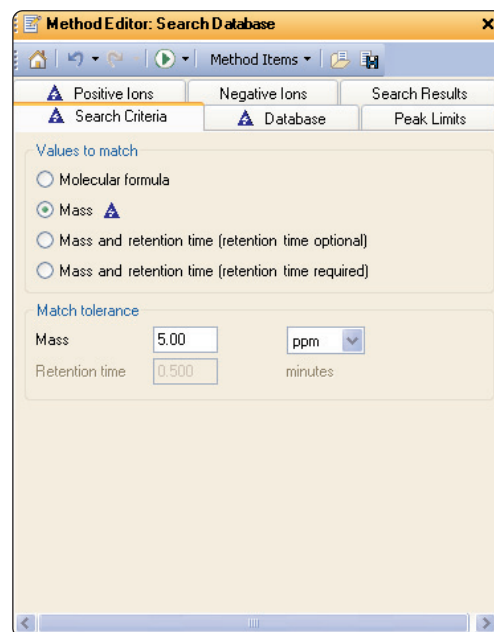 Method Editor: Search Database
Method Items
Positive Ions Negative Ions Search Results
Search Criteria Database Peak Limits
Values to match
Molecular formula
Mass
Mass and retention time (retention time optional)
Mass and retention time (retention time required)
Match tolerance
Mass 5.00 ppm
Retention time 0.500 minutes